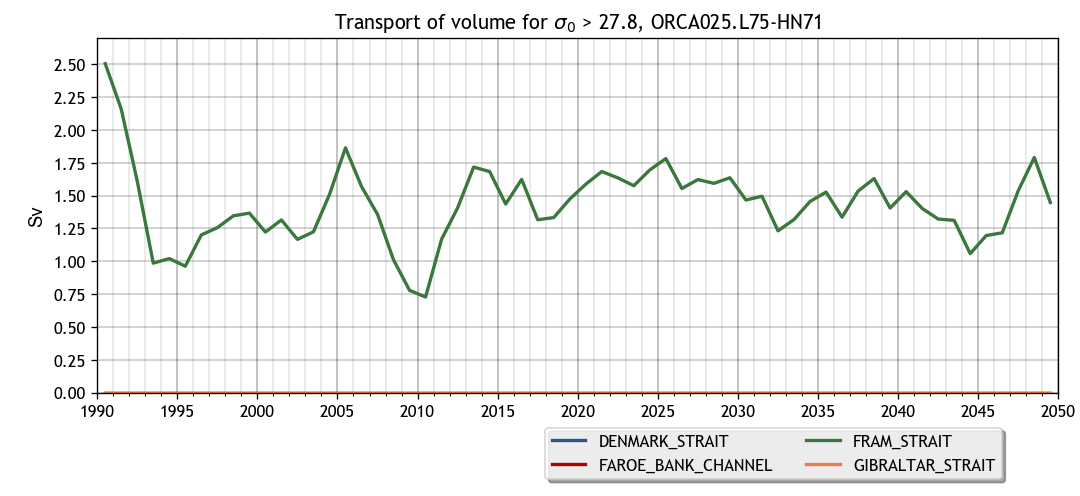 Transport of volume for σ₀ > 27.8, ORCA025.L75-HN71
Sv
2.50
2.25
2.00
1.75
1.50
1.25
1.00
0.75
0.50
0.25
0.00
1990 1995 2000 2005 2010 2015 2020 2025 2030 2035 2040 2045 2050
DENMARK_STRAIT FRAM_STRAIT
FAROE_BANK_CHANNEL GIBRALTAR_STRAIT